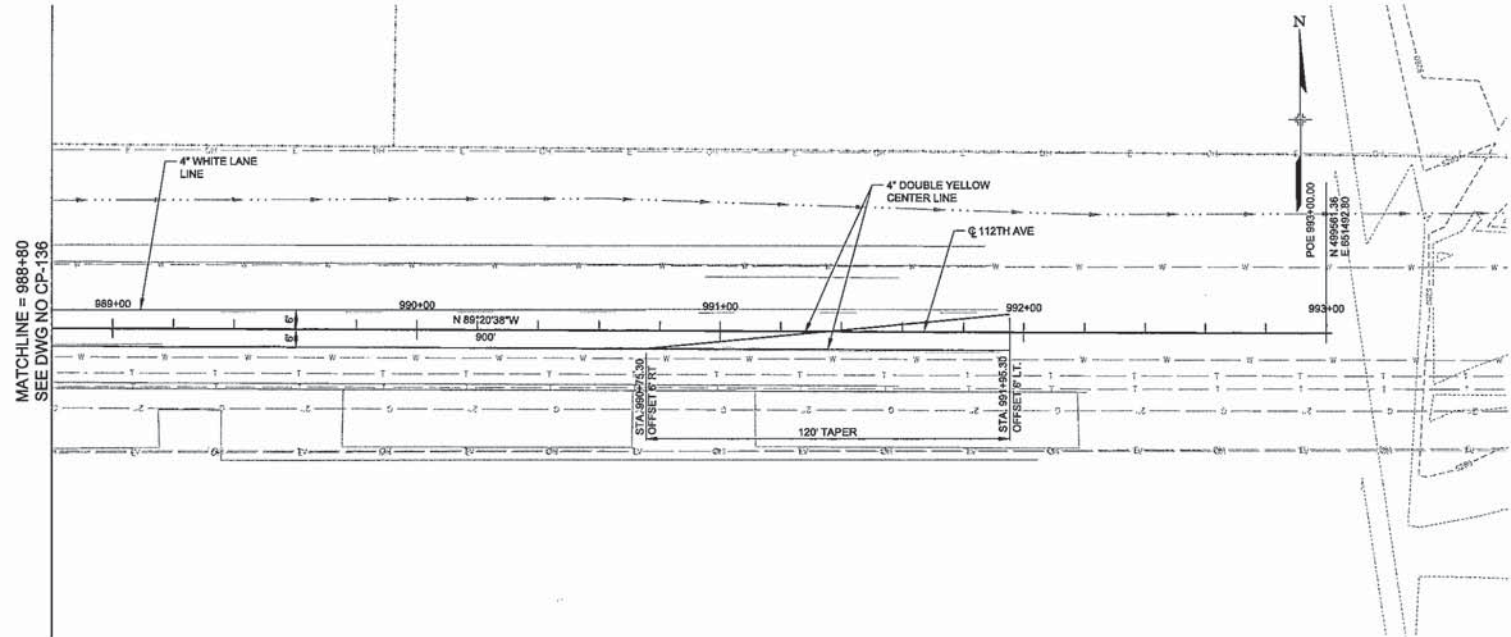 MATCHLINE = 988+80
SEE DWG NO CP-136
4" WHITE LANE
LINE
4" DOUBLE YELLOW
CENTER LINE
℄ 112TH AVE
N
POE 993+00.00
N 499561.36
E 651492.80
989+00
990+00
991+00
992+00
993+00
6'
6'
N 89°20'38"W
900'
STA: 990+75.30
OFFSET 6' RT
STA: 991+95.30
OFFSET 6' LT.
120' TAPER